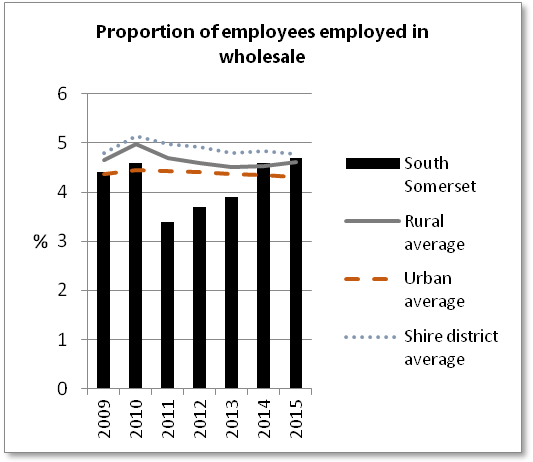 Proportion of employees employed in
wholesale
6
5
4
3
2
1
0
%
2009
2010
2011
2012
2013
2014
2015
South
Somerset
Rural
average
Urban
average
Shire district
average